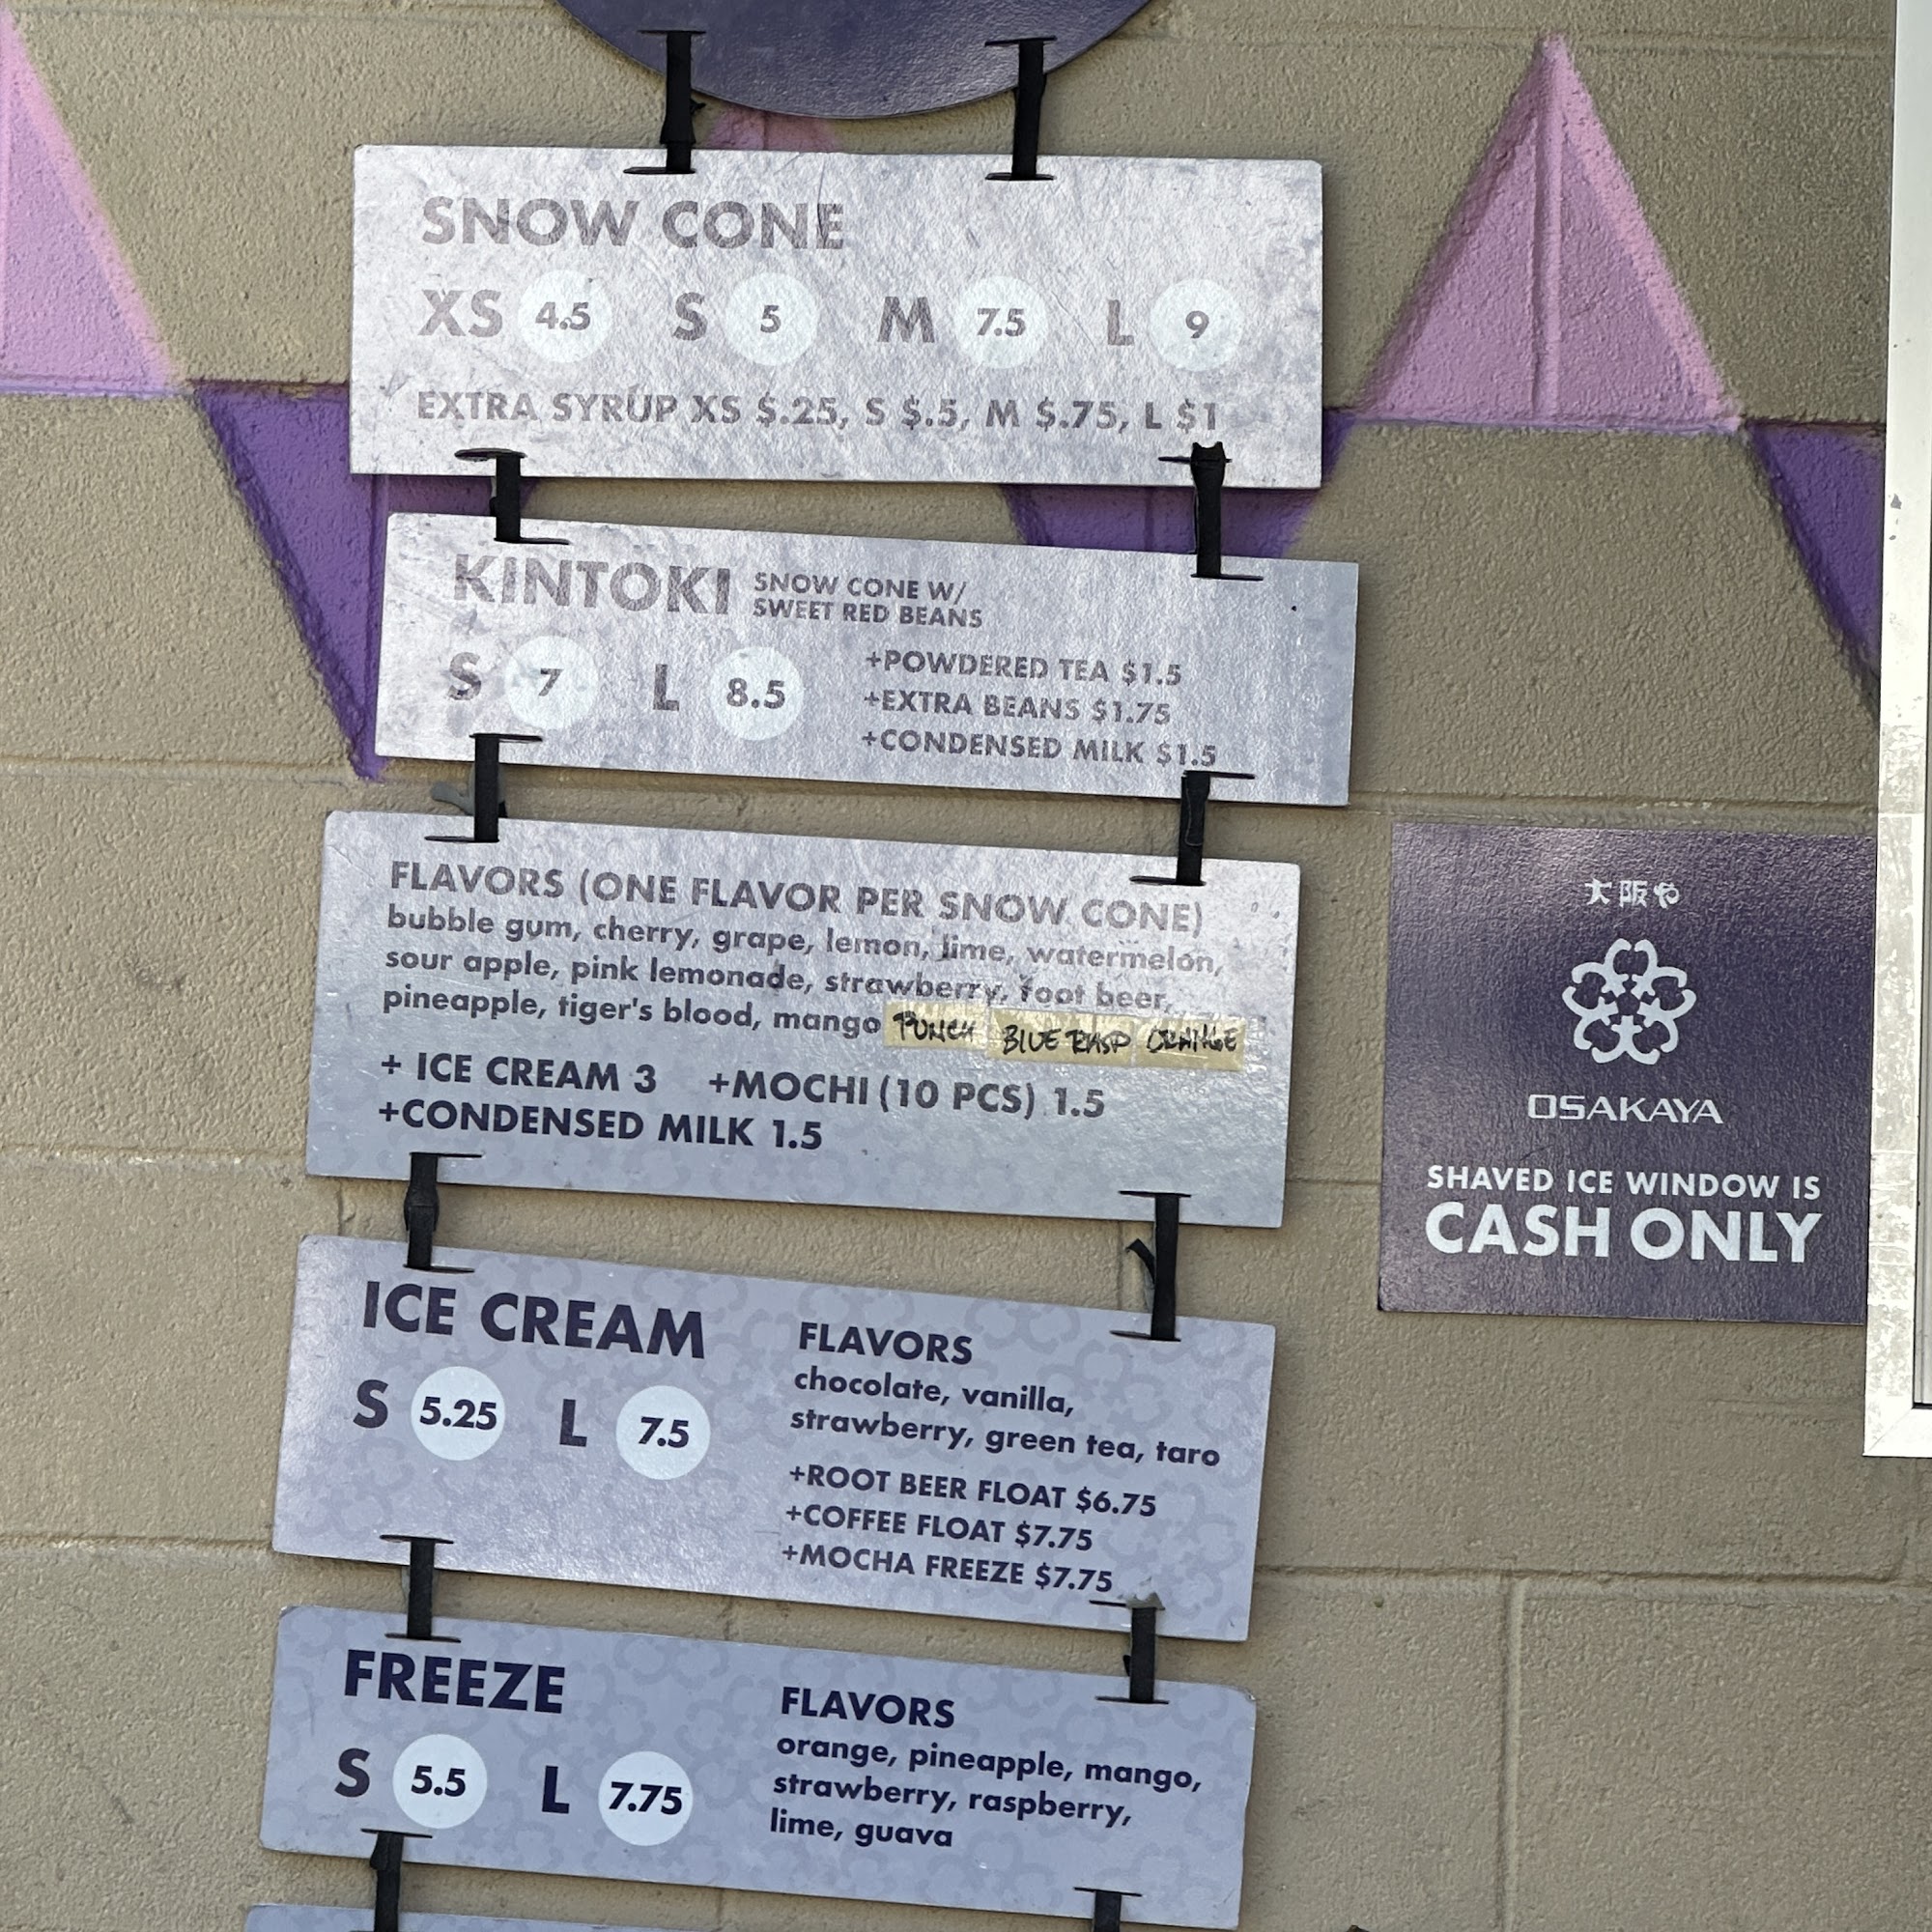 SNOW CONE
XS 4.5 S 5 M 7.5 L 9
EXTRA SYRUP XS $.25, S $.5, M $.75, L $1
KINTOKI SNOW CONE W/
SWEET RED BEANS
S 7 L 8.5
+POWDERED TEA $1.5
+EXTRA BEANS $1.75
+CONDENSED MILK $1.5
FLAVORS (ONE FLAVOR PER SNOW CONE)
bubble gum, cherry, grape, lemon, lime, watermelon,
sour apple, pink lemonade, strawberry, root beer,
pineapple, tiger's blood, mango PUNCH BLUE RASP ORANGE
+ ICE CREAM 3 +MOCHI (10 PCS) 1.5
+CONDENSED MILK 1.5
ICE CREAM
S 5.25 L 7.5
FLAVORS
chocolate, vanilla,
strawberry, green tea, taro
+ROOT BEER FLOAT $6.75
+COFFEE FLOAT $7.75
+MOCHA FREEZE $7.75
FREEZE
S 5.5 L 7.75
FLAVORS
orange, pineapple, mango,
strawberry, raspberry,
lime, guava
大阪や
OSAKAYA
SHAVED ICE WINDOW IS
CASH ONLY